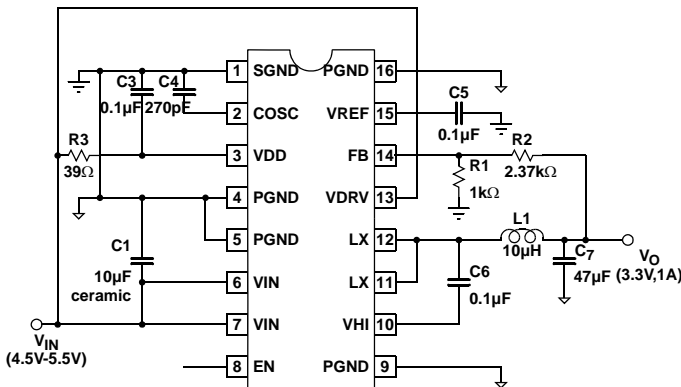 1 SGND PGND 16
C3 C4 C5
0.1µF 270pF
2 COSC VREF 15
0.1µF
R3 R2
39Ω
3 VDD FB 14
2.37kΩ
R1
1kΩ
4 PGND VDRV 13
5 PGND LX 12
L1
10µH
C1
10µF
ceramic
6 VIN LX 11
C6
0.1µF
C7
47µF
VO
(3.3V,1A)
7 VIN VHI 10
VIN
(4.5V-5.5V)
8 EN PGND 9